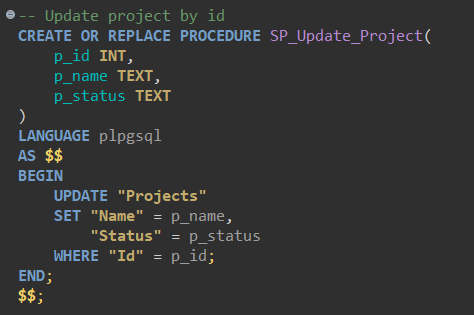 -- Update project by id
CREATE OR REPLACE PROCEDURE SP_Update_Project(
    p_id INT,
    p_name TEXT,
    p_status TEXT
)
LANGUAGE plpgsql
AS $$
BEGIN
    UPDATE "Projects"
    SET "Name" = p_name,
        "Status" = p_status
    WHERE "Id" = p_id;
END;
$$;